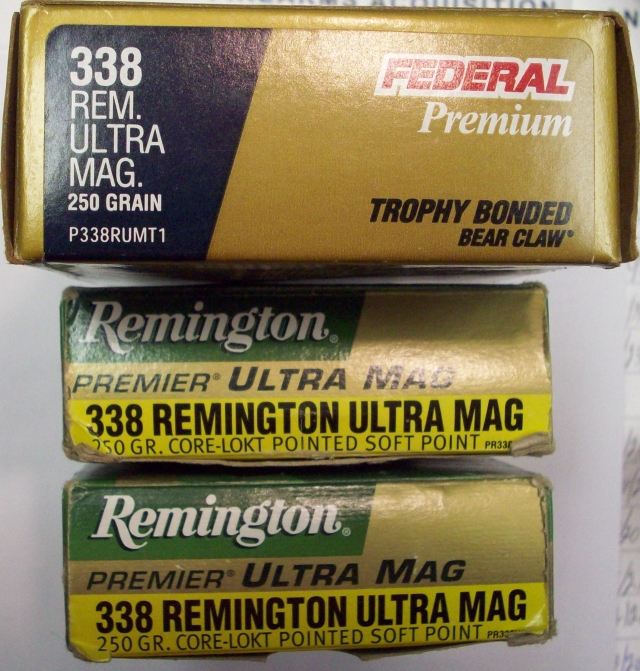 ACQUISITION
338
REM.
ULTRA
MAG.
250 GRAIN
P338RUMT1
FEDERAL
Premium
TROPHY BONDED
BEAR CLAW®
Remington®
PREMIER® ULTRA MAG
338 REMINGTON ULTRA MAG
250 GR. CORE-LOKT POINTED SOFT POINT
Remington®
PREMIER® ULTRA MAG
338 REMINGTON ULTRA MAG
250 GR. CORE-LOKT POINTED SOFT POINT